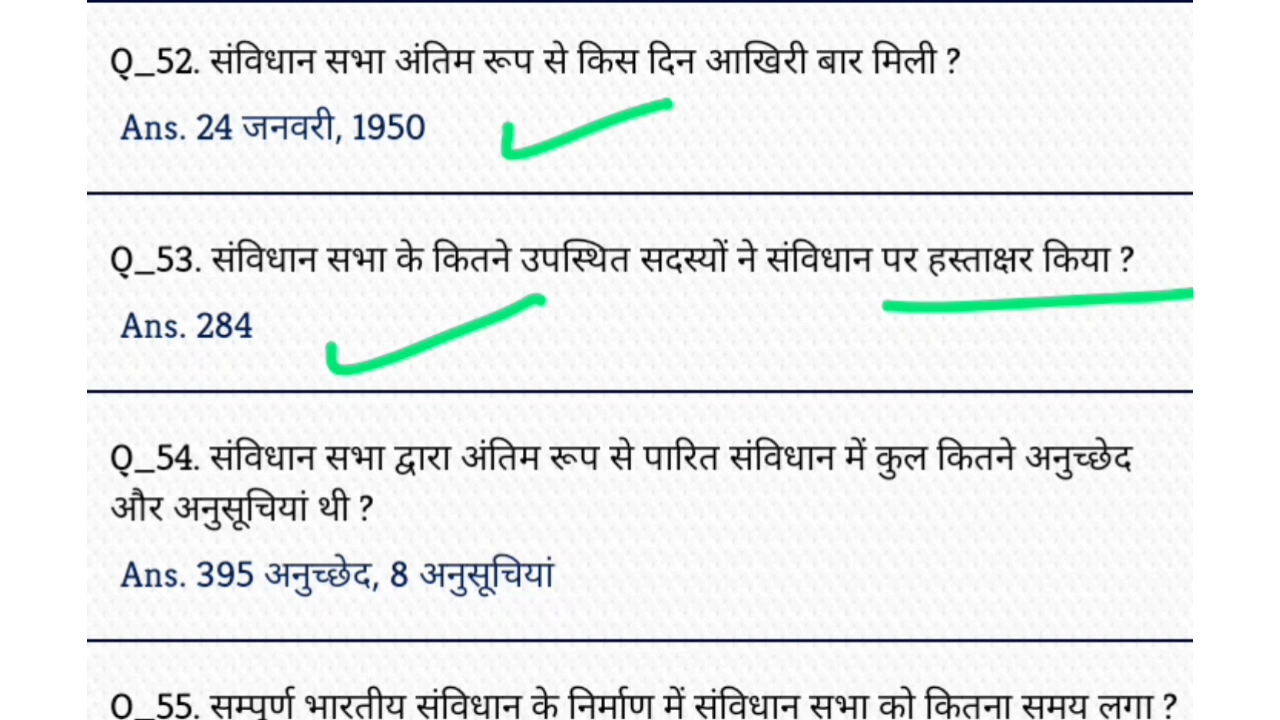 Q_52. संविधान सभा अंतिम रूप से किस दिन आखिरी बार मिली ?
Ans. 24 जनवरी, 1950
Q_53. संविधान सभा के कितने उपस्थित सदस्यों ने संविधान पर हस्ताक्षर किया ?
Ans. 284
Q_54. संविधान सभा द्वारा अंतिम रूप से पारित संविधान में कुल कितने अनुच्छेद
और अनुसूचियां थी ?
Ans. 395 अनुच्छेद, 8 अनुसूचियां
Q_55. सम्पूर्ण भारतीय संविधान के निर्माण में संविधान सभा को कितना समय लगा ?